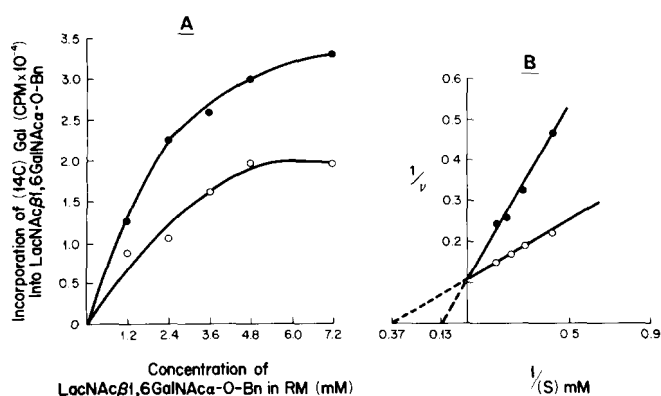 A
Incorporation of (14C) Gal (CPM×10⁻⁴)
Into LacNAcβ1,6GalNAcα-O-Bn
3.5
3.0
2.5
2.0
1.5
1.0
0.5
0
1.2
2.4
3.6
4.8
6.0
7.2
Concentration of
LacNAcβ1,6GalNAcα-O-Bn in RM (mM)
B
1/ν
0.6
0.5
0.4
0.3
0.2
0.37
0.13
0.5
0.9
1/(S) mM